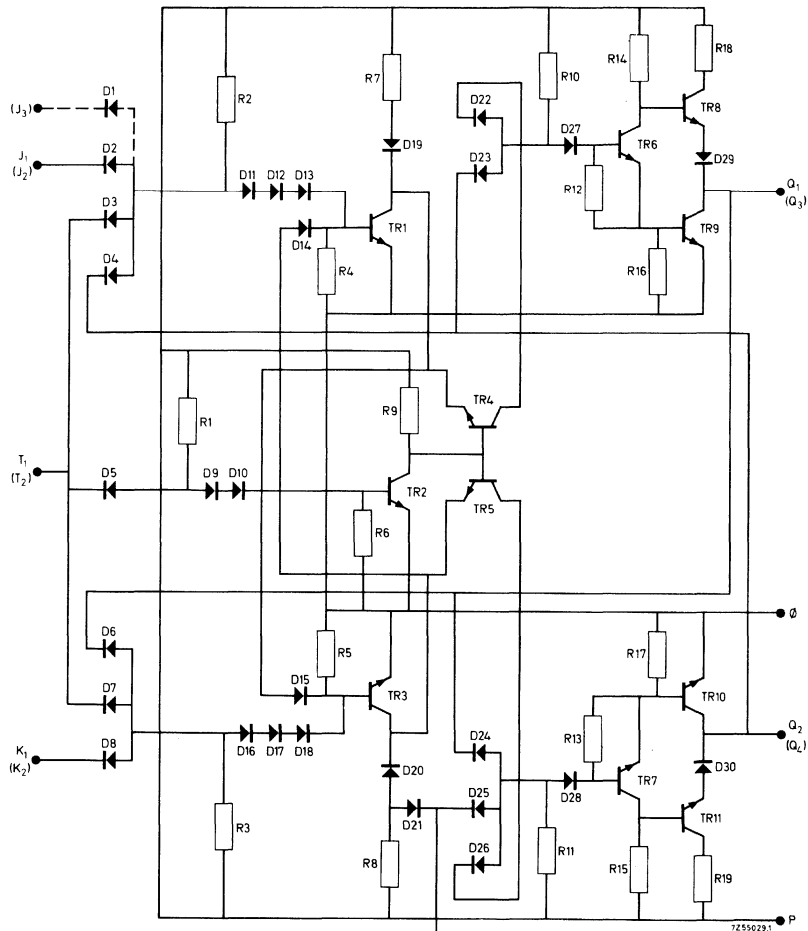 R18
R14
R7
R10
R2
D1
(J3)
D22
TR8
D27
TR6
J1
(J2)
D2
D19
D23
D29
D11 D12 D13
R12
Q1
(Q3)
D3
D14
TR1
TR9
R4
R16
D4
TR4
R9
R1
T1
(T2)
D5
D9 D10
TR2
TR5
R6
Ø
D6
R5
R17
D15
TR3
TR10
D7
Q2
(Q4)
D24
R13
K1
(K2)
D8
D16 D17 D18
D20
D28
TR7
D30
D21
D25
TR11
R3
D26
R8
R11
R15
R19
P
7Z55029.1